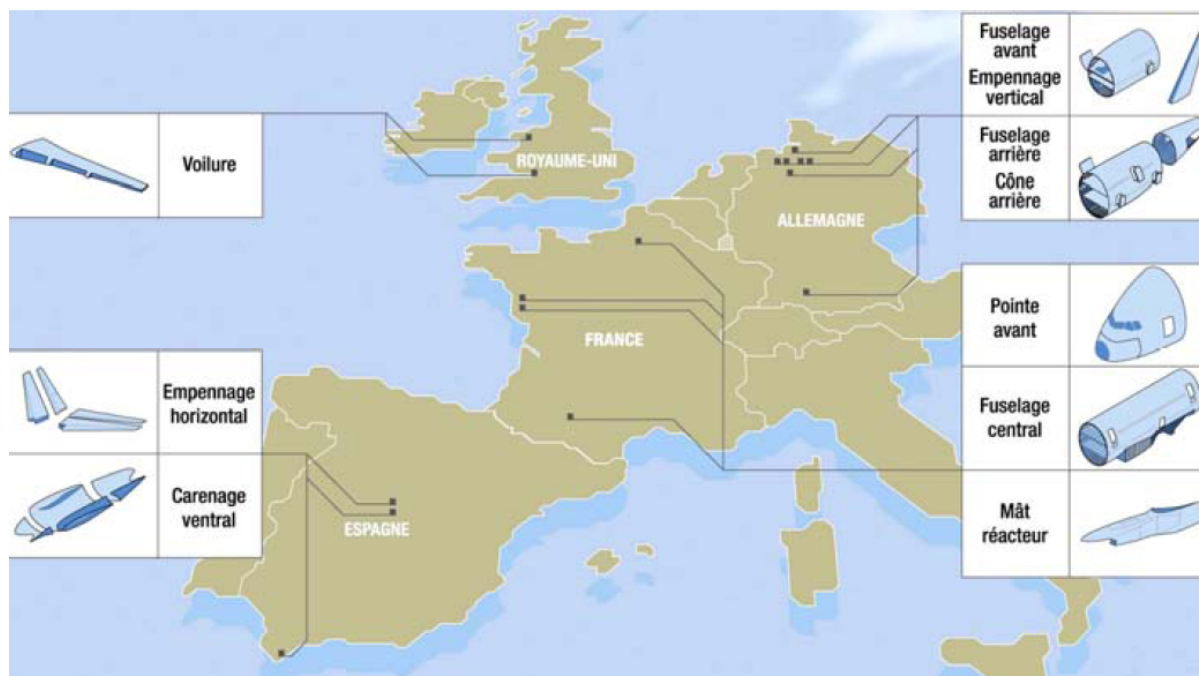 Fuselage
avant
Empennage
vertical
Voilure
ROYAUME-UNI
Fuselage
arrière
Cône
arrière
ALLEMAGNE
Pointe
avant
FRANCE
Empennage
horizontal
Fuselage
central
Carenage
ventral
ESPAGNE
Mât
réacteur